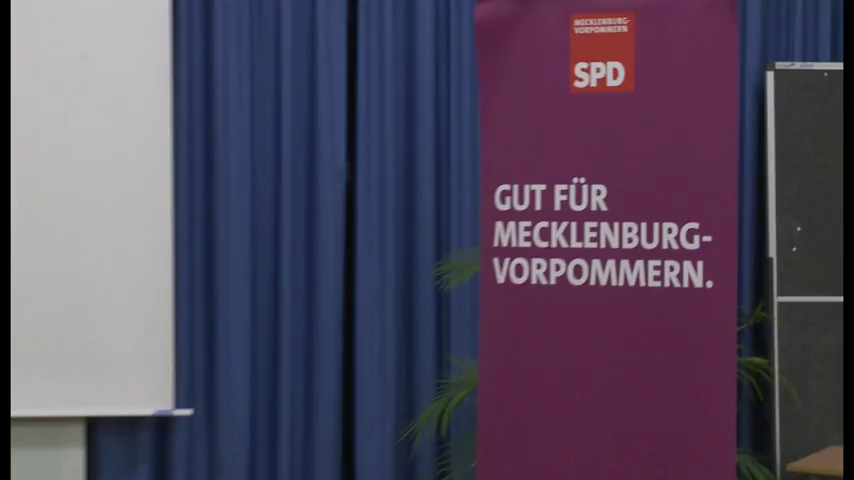 MECKLENBURG-
VORPOMMERN
SPD
GUT FÜR
MECKLENBURG-
VORPOMMERN.